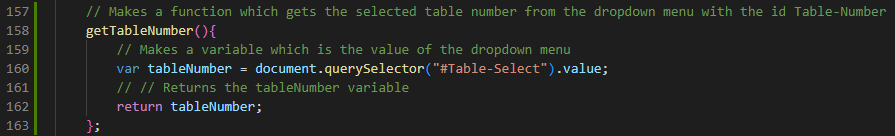 157 // Makes a function which gets the selected table number from the dropdown menu with the id Table-Number
158 getTableNumber(){
159 // Makes a variable which is the value of the dropdown menu
160 var tableNumber = document.querySelector("#Table-Select").value;
161 // // Returns the tableNumber variable
162 return tableNumber;
163 };